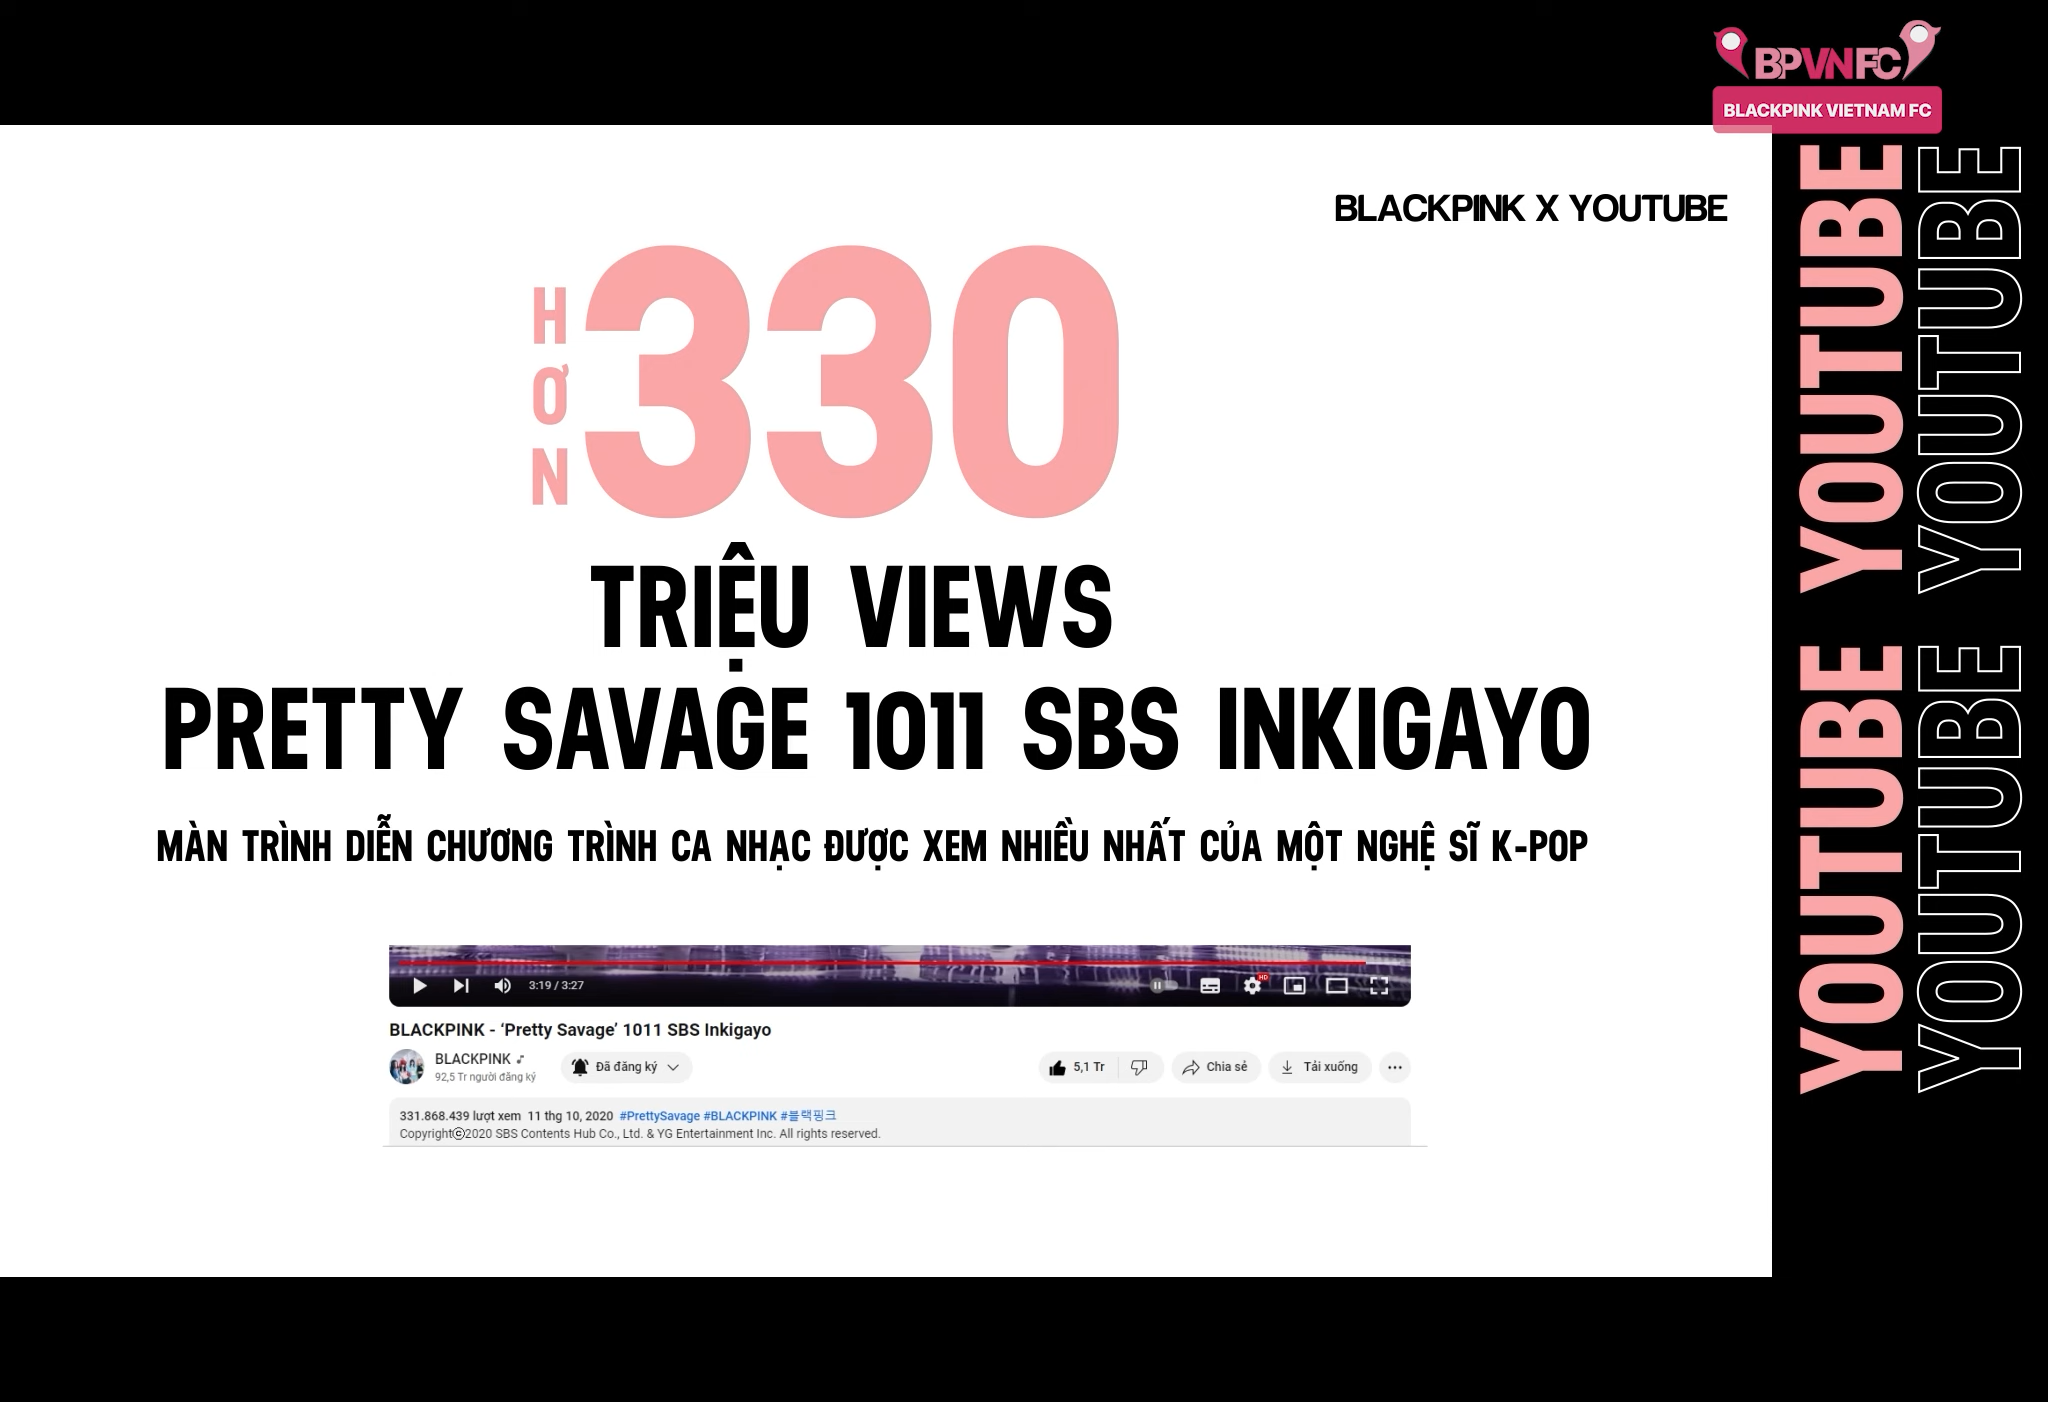 BPVNFC
BLACKPINK VIETNAM FC
BLACKPINK X YOUTUBE
HƠN
330
TRIỆU VIEWS
PRETTY SAVAGE 1011 SBS INKIGAYO
MÀN TRÌNH DIỄN CHƯƠNG TRÌNH CA NHẠC ĐƯỢC XEM NHIỀU NHẤT CỦA MỘT NGHỆ SĨ K-POP
3:19 / 3:27
HD
BLACKPINK - ‘Pretty Savage’ 1011 SBS Inkigayo
BLACKPINK
92,5 Tr người đăng ký
Đã đăng ký
5,1 Tr
Chia sẻ
Tải xuống
331.868.439 lượt xem 11 thg 10, 2020 #PrettySavage #BLACKPINK #블랙핑크
Copyrightⓒ2020 SBS Contents Hub Co., Ltd. & YG Entertainment Inc. All rights reserved.
YOUTUBE YOUTUBE
YOUTUBE YOUTUBE